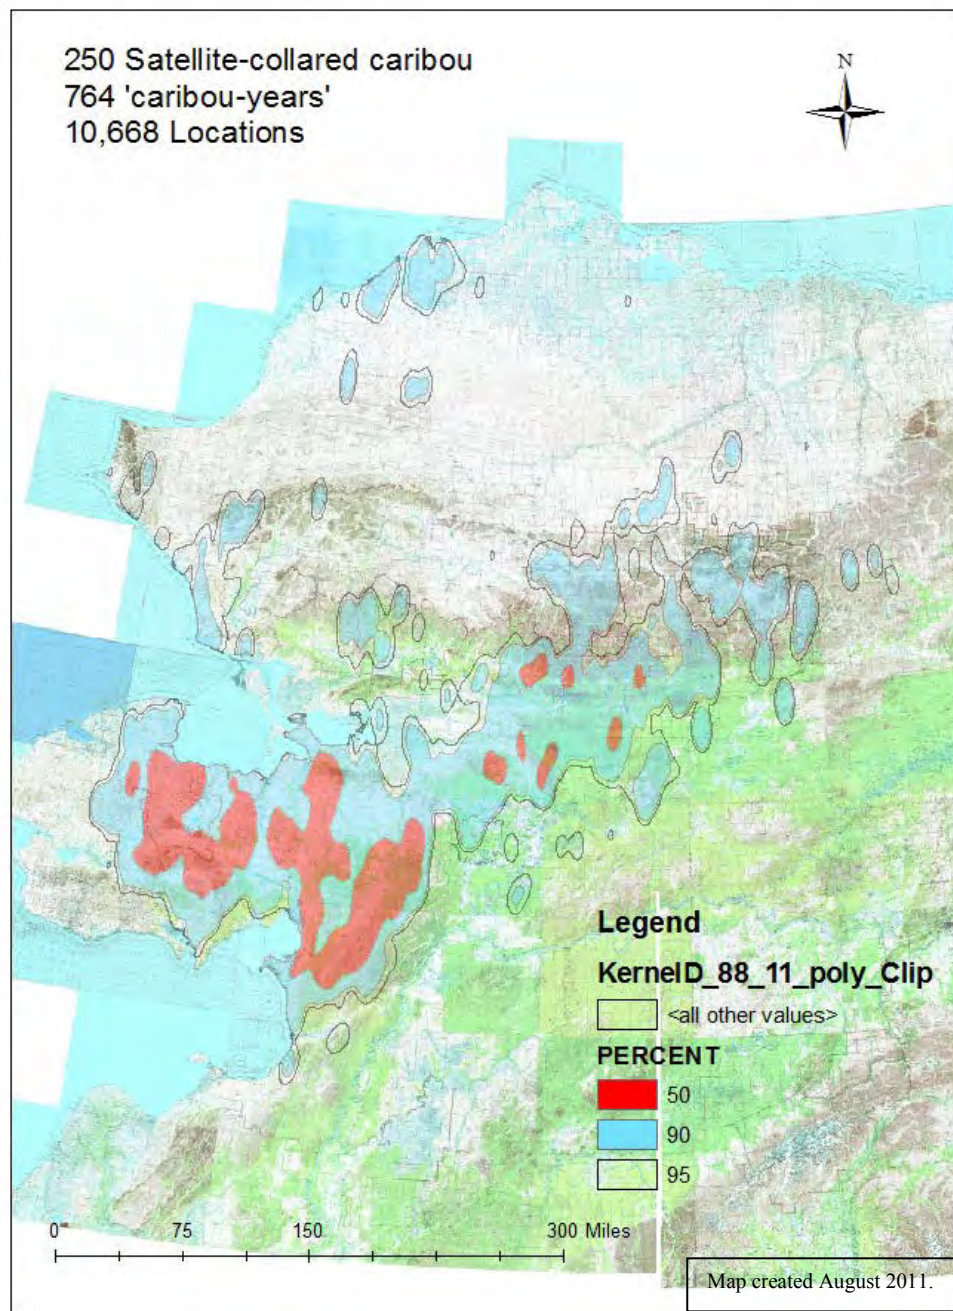 250 Satellite-collared caribou
764 'caribou-years'
10,668 Locations
N
Legend
KernelD_88_11_poly_Clip
<all other values>
PERCENT
50
90
95
0 75 150 300 Miles
Map created August 2011.